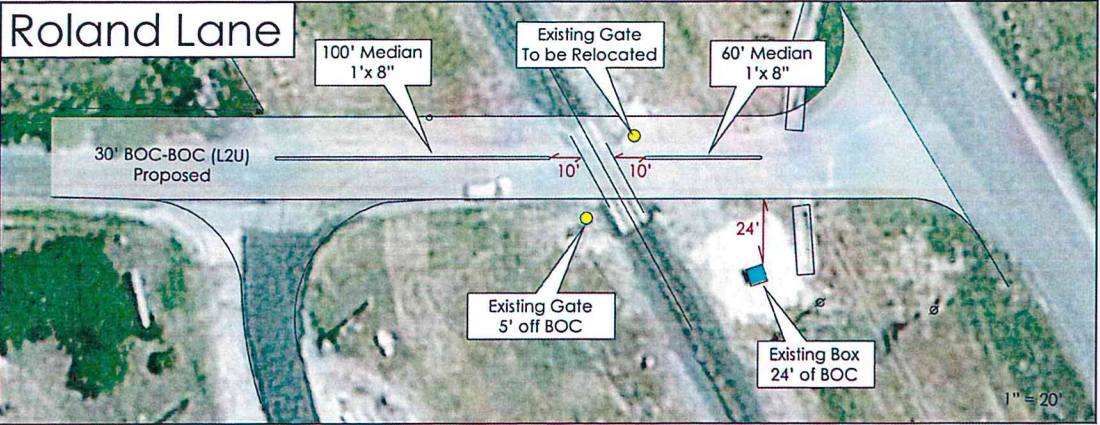 Roland Lane
100' Median
1'x 8"
Existing Gate
To be Relocated
60' Median
1'x 8"
30' BOC-BOC (L2U)
Proposed
10'
10'
24'
Existing Gate
5' off BOC
Existing Box
24' of BOC
1" = 20'